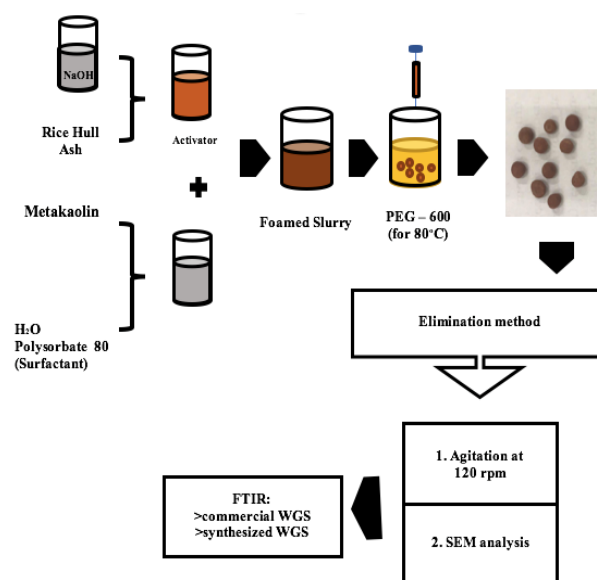 NaOH
Rice Hull
Ash
Activator
Metakaolin
H₂O
Polysorbate 80
(Surfactant)
Foamed Slurry
PEG – 600
(for 80°C)
Elimination method
1. Agitation at
120 rpm
2. SEM analysis
FTIR:
>commercial WGS
>synthesized WGS